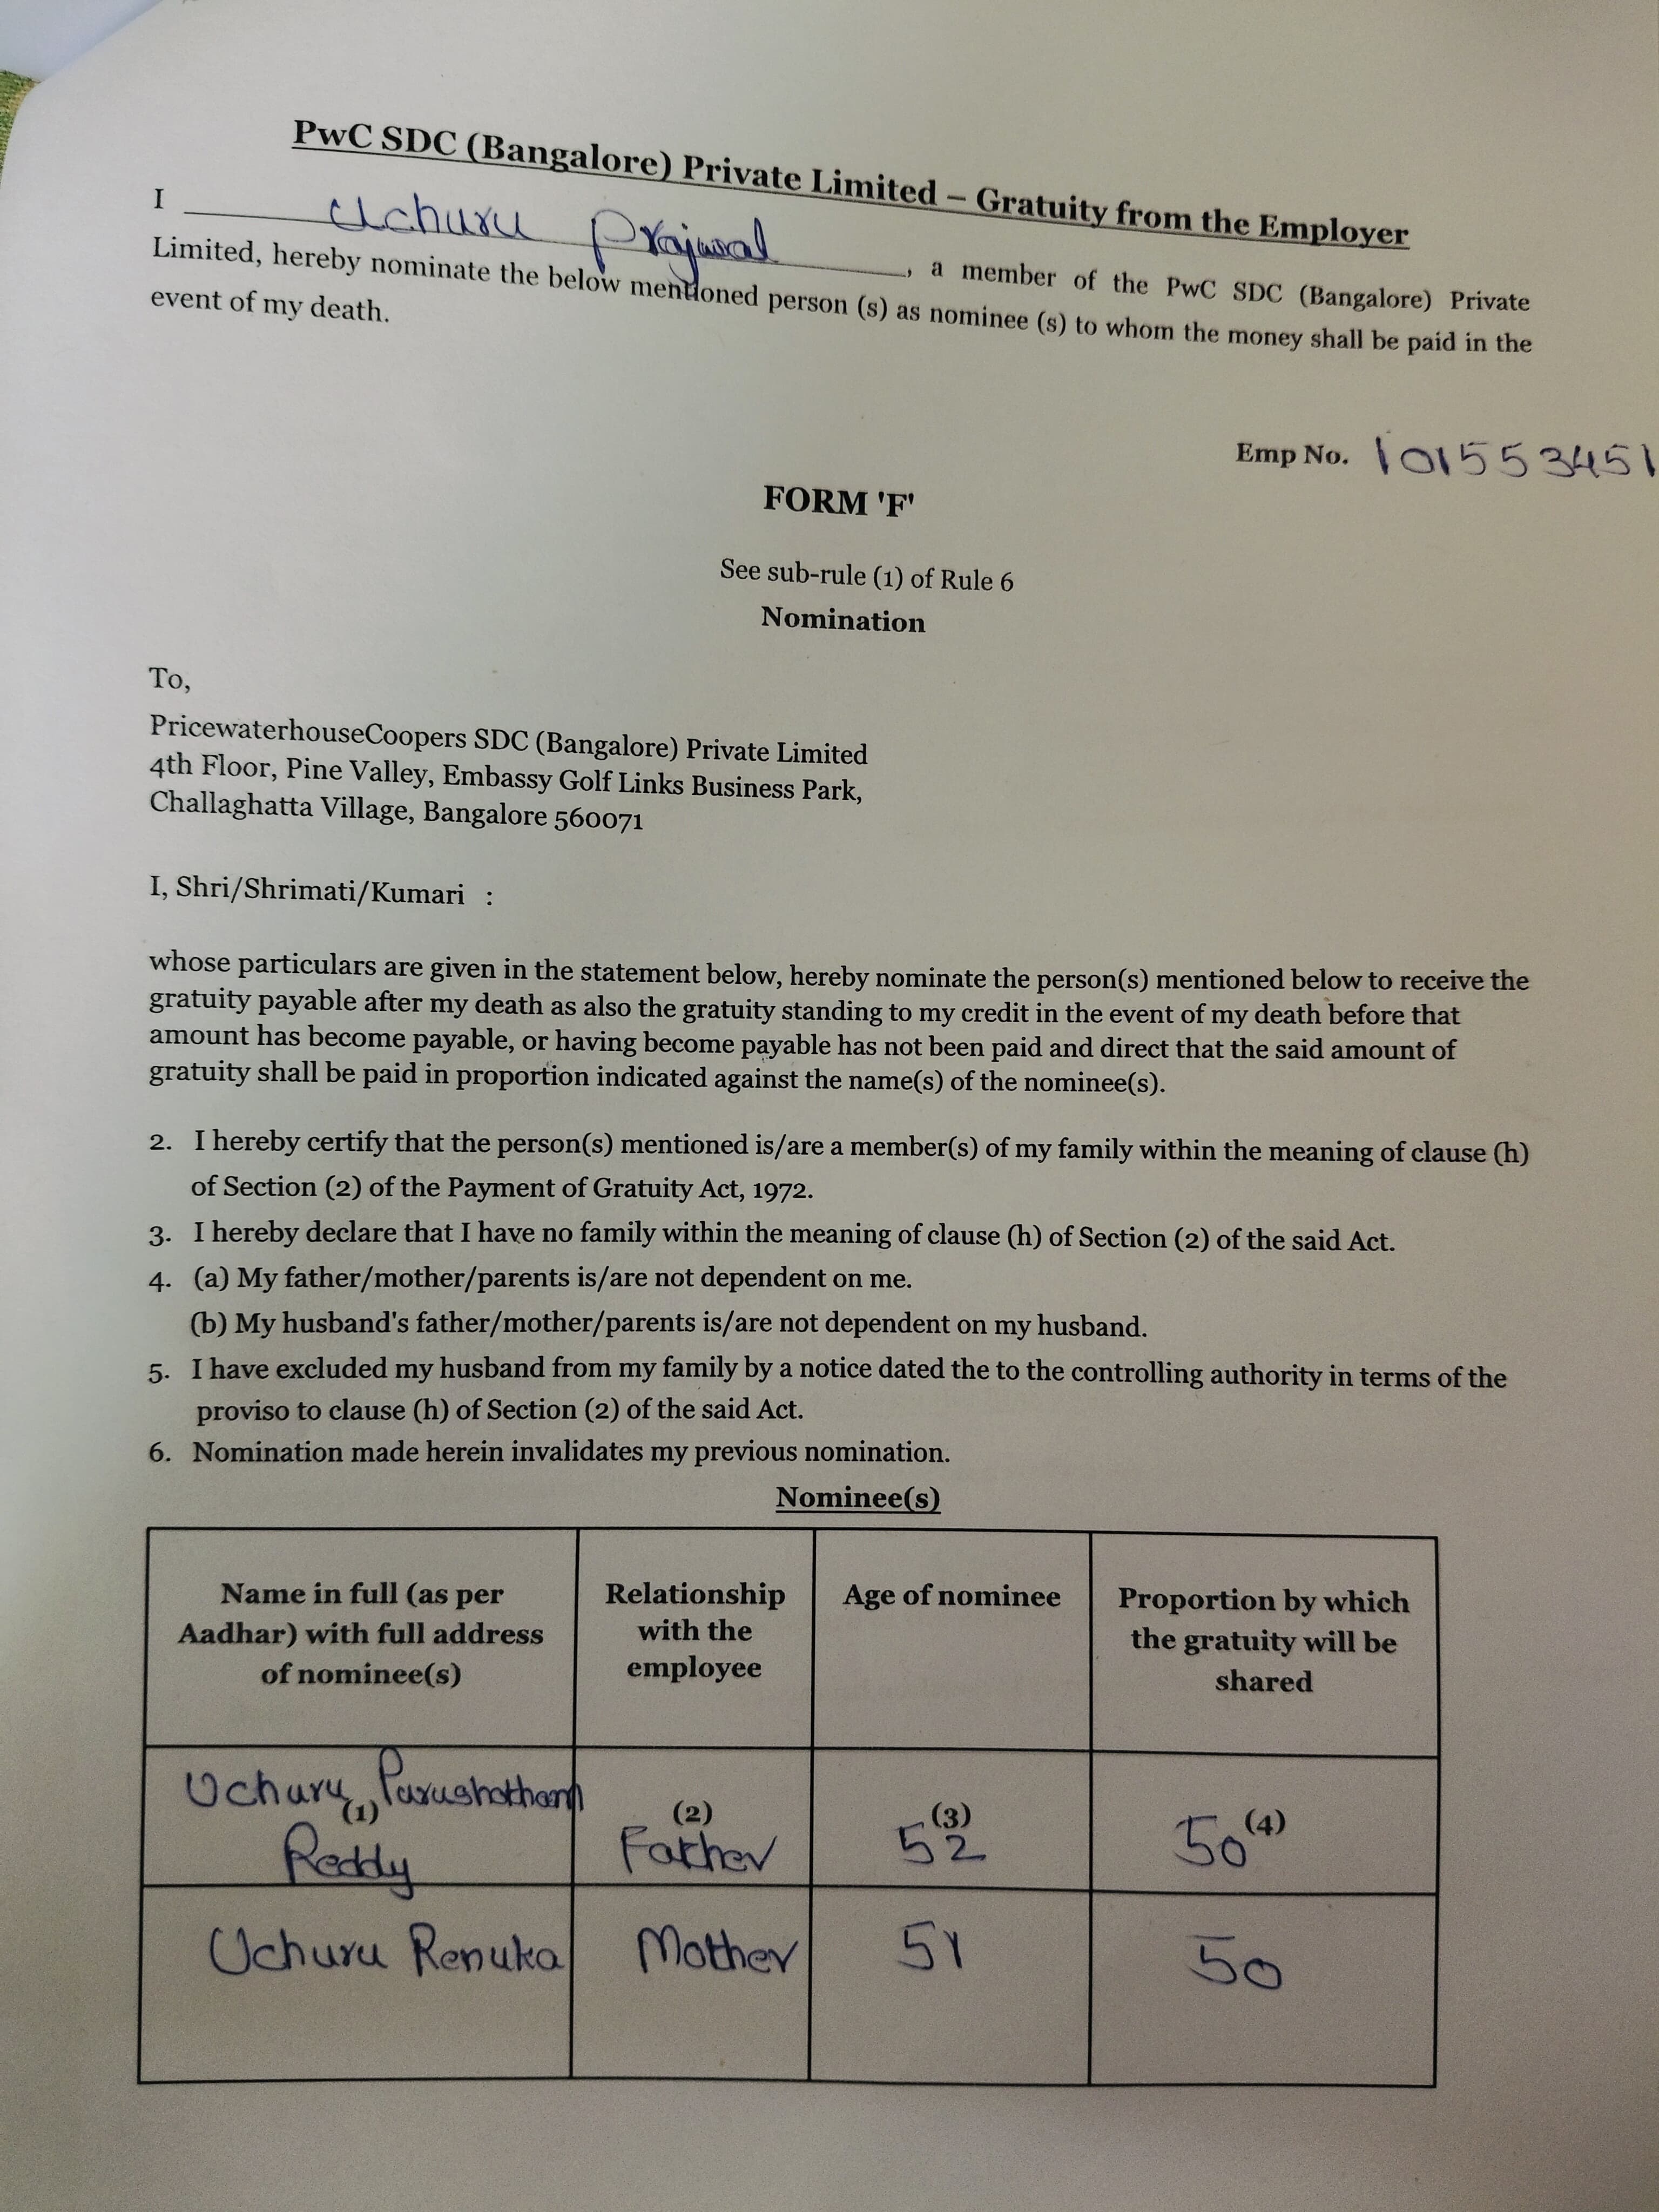 PwC SDC (Bangalore) Private Limited – Gratuity from the Employer
I Uchuru Prajwal, a member of the PwC SDC (Bangalore) Private
Limited, hereby nominate the below mentioned person (s) as nominee (s) to whom the money shall be paid in the
event of my death.
Emp No. 101553451
FORM 'F'
See sub-rule (1) of Rule 6
Nomination
To,
PricewaterhouseCoopers SDC (Bangalore) Private Limited
4th Floor, Pine Valley, Embassy Golf Links Business Park,
Challaghatta Village, Bangalore 560071
I, Shri/Shrimati/Kumari :
whose particulars are given in the statement below, hereby nominate the person(s) mentioned below to receive the
gratuity payable after my death as also the gratuity standing to my credit in the event of my death before that
amount has become payable, or having become payable has not been paid and direct that the said amount of
gratuity shall be paid in proportion indicated against the name(s) of the nominee(s).
2. I hereby certify that the person(s) mentioned is/are a member(s) of my family within the meaning of clause (h)
of Section (2) of the Payment of Gratuity Act, 1972.
3. I hereby declare that I have no family within the meaning of clause (h) of Section (2) of the said Act.
4. (a) My father/mother/parents is/are not dependent on me.
(b) My husband's father/mother/parents is/are not dependent on my husband.
5. I have excluded my husband from my family by a notice dated the to the controlling authority in terms of the
proviso to clause (h) of Section (2) of the said Act.
6. Nomination made herein invalidates my previous nomination.
Nominee(s)
Name in full (as per
Aadhar) with full address
of nominee(s)
Relationship
with the
employee
Age of nominee
Proportion by which
the gratuity will be
shared
Uchuru Purushotham
(1)
Reddy
(2)
Father
(3)
52
(4)
50
Uchuru Renuka
Mother
51
50